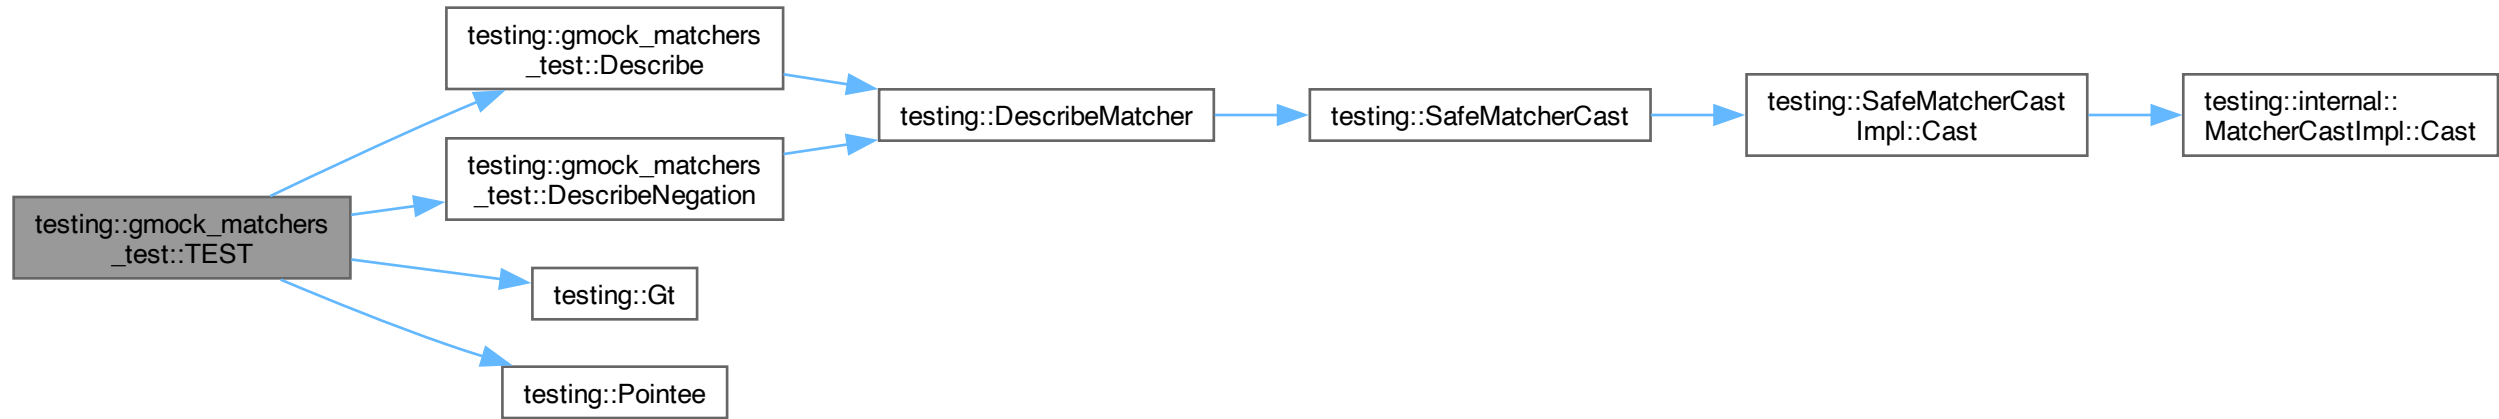 testing::gmock_matchers
_test::TEST
testing::gmock_matchers
_test::Describe
testing::gmock_matchers
_test::DescribeNegation
testing::Gt
testing::Pointee
testing::DescribeMatcher
testing::SafeMatcherCast
testing::SafeMatcherCast
Impl::Cast
testing::internal::
MatcherCastImpl::Cast